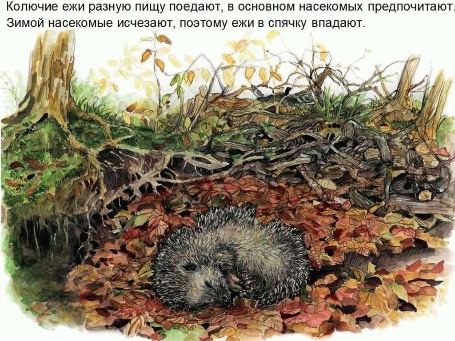 Колючие ежи разную пищу поедают, в основном насекомых предпочитают.
Зимой насекомые исчезают, поэтому ежи в спячку впадают.